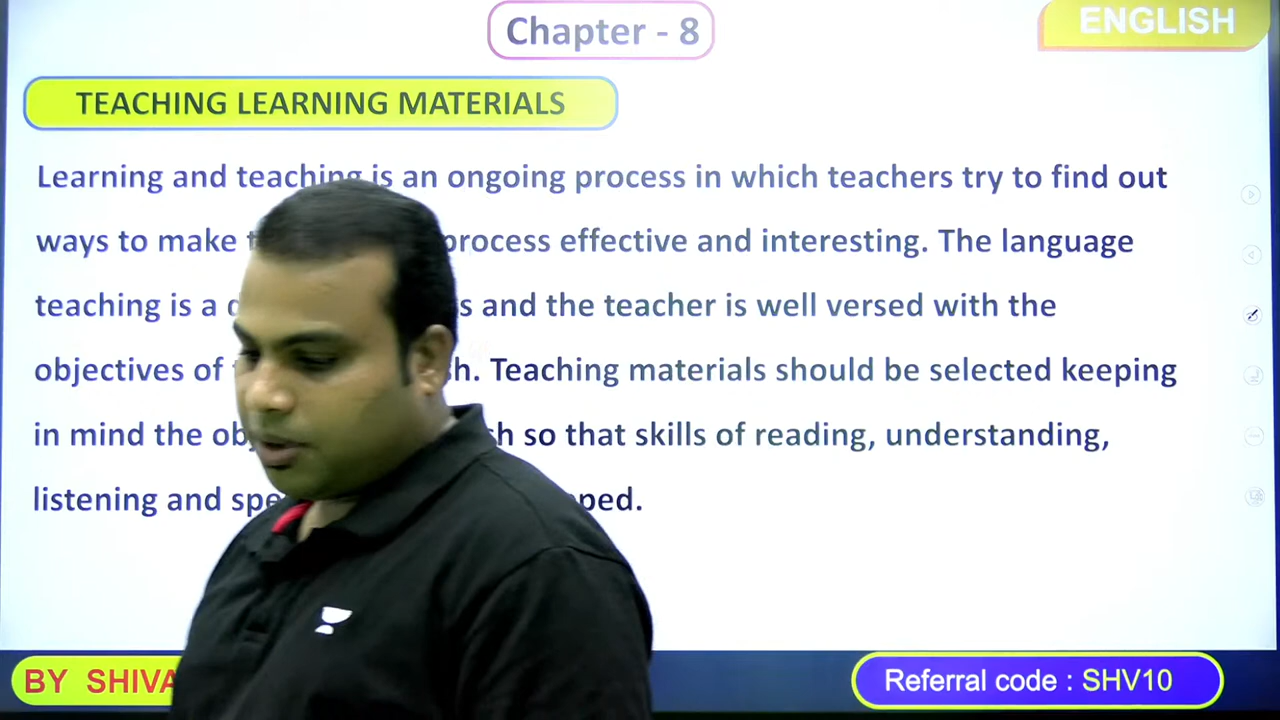 Chapter - 8
ENGLISH
TEACHING LEARNING MATERIALS
Learning and teaching is an ongoing process in which teachers try to find out
ways to make process effective and interesting. The language
teaching is a and the teacher is well versed with the
objectives of Teaching materials should be selected keeping
in mind the so that skills of reading, understanding,
listening and
BY SHIVA
Referral code : SHV10